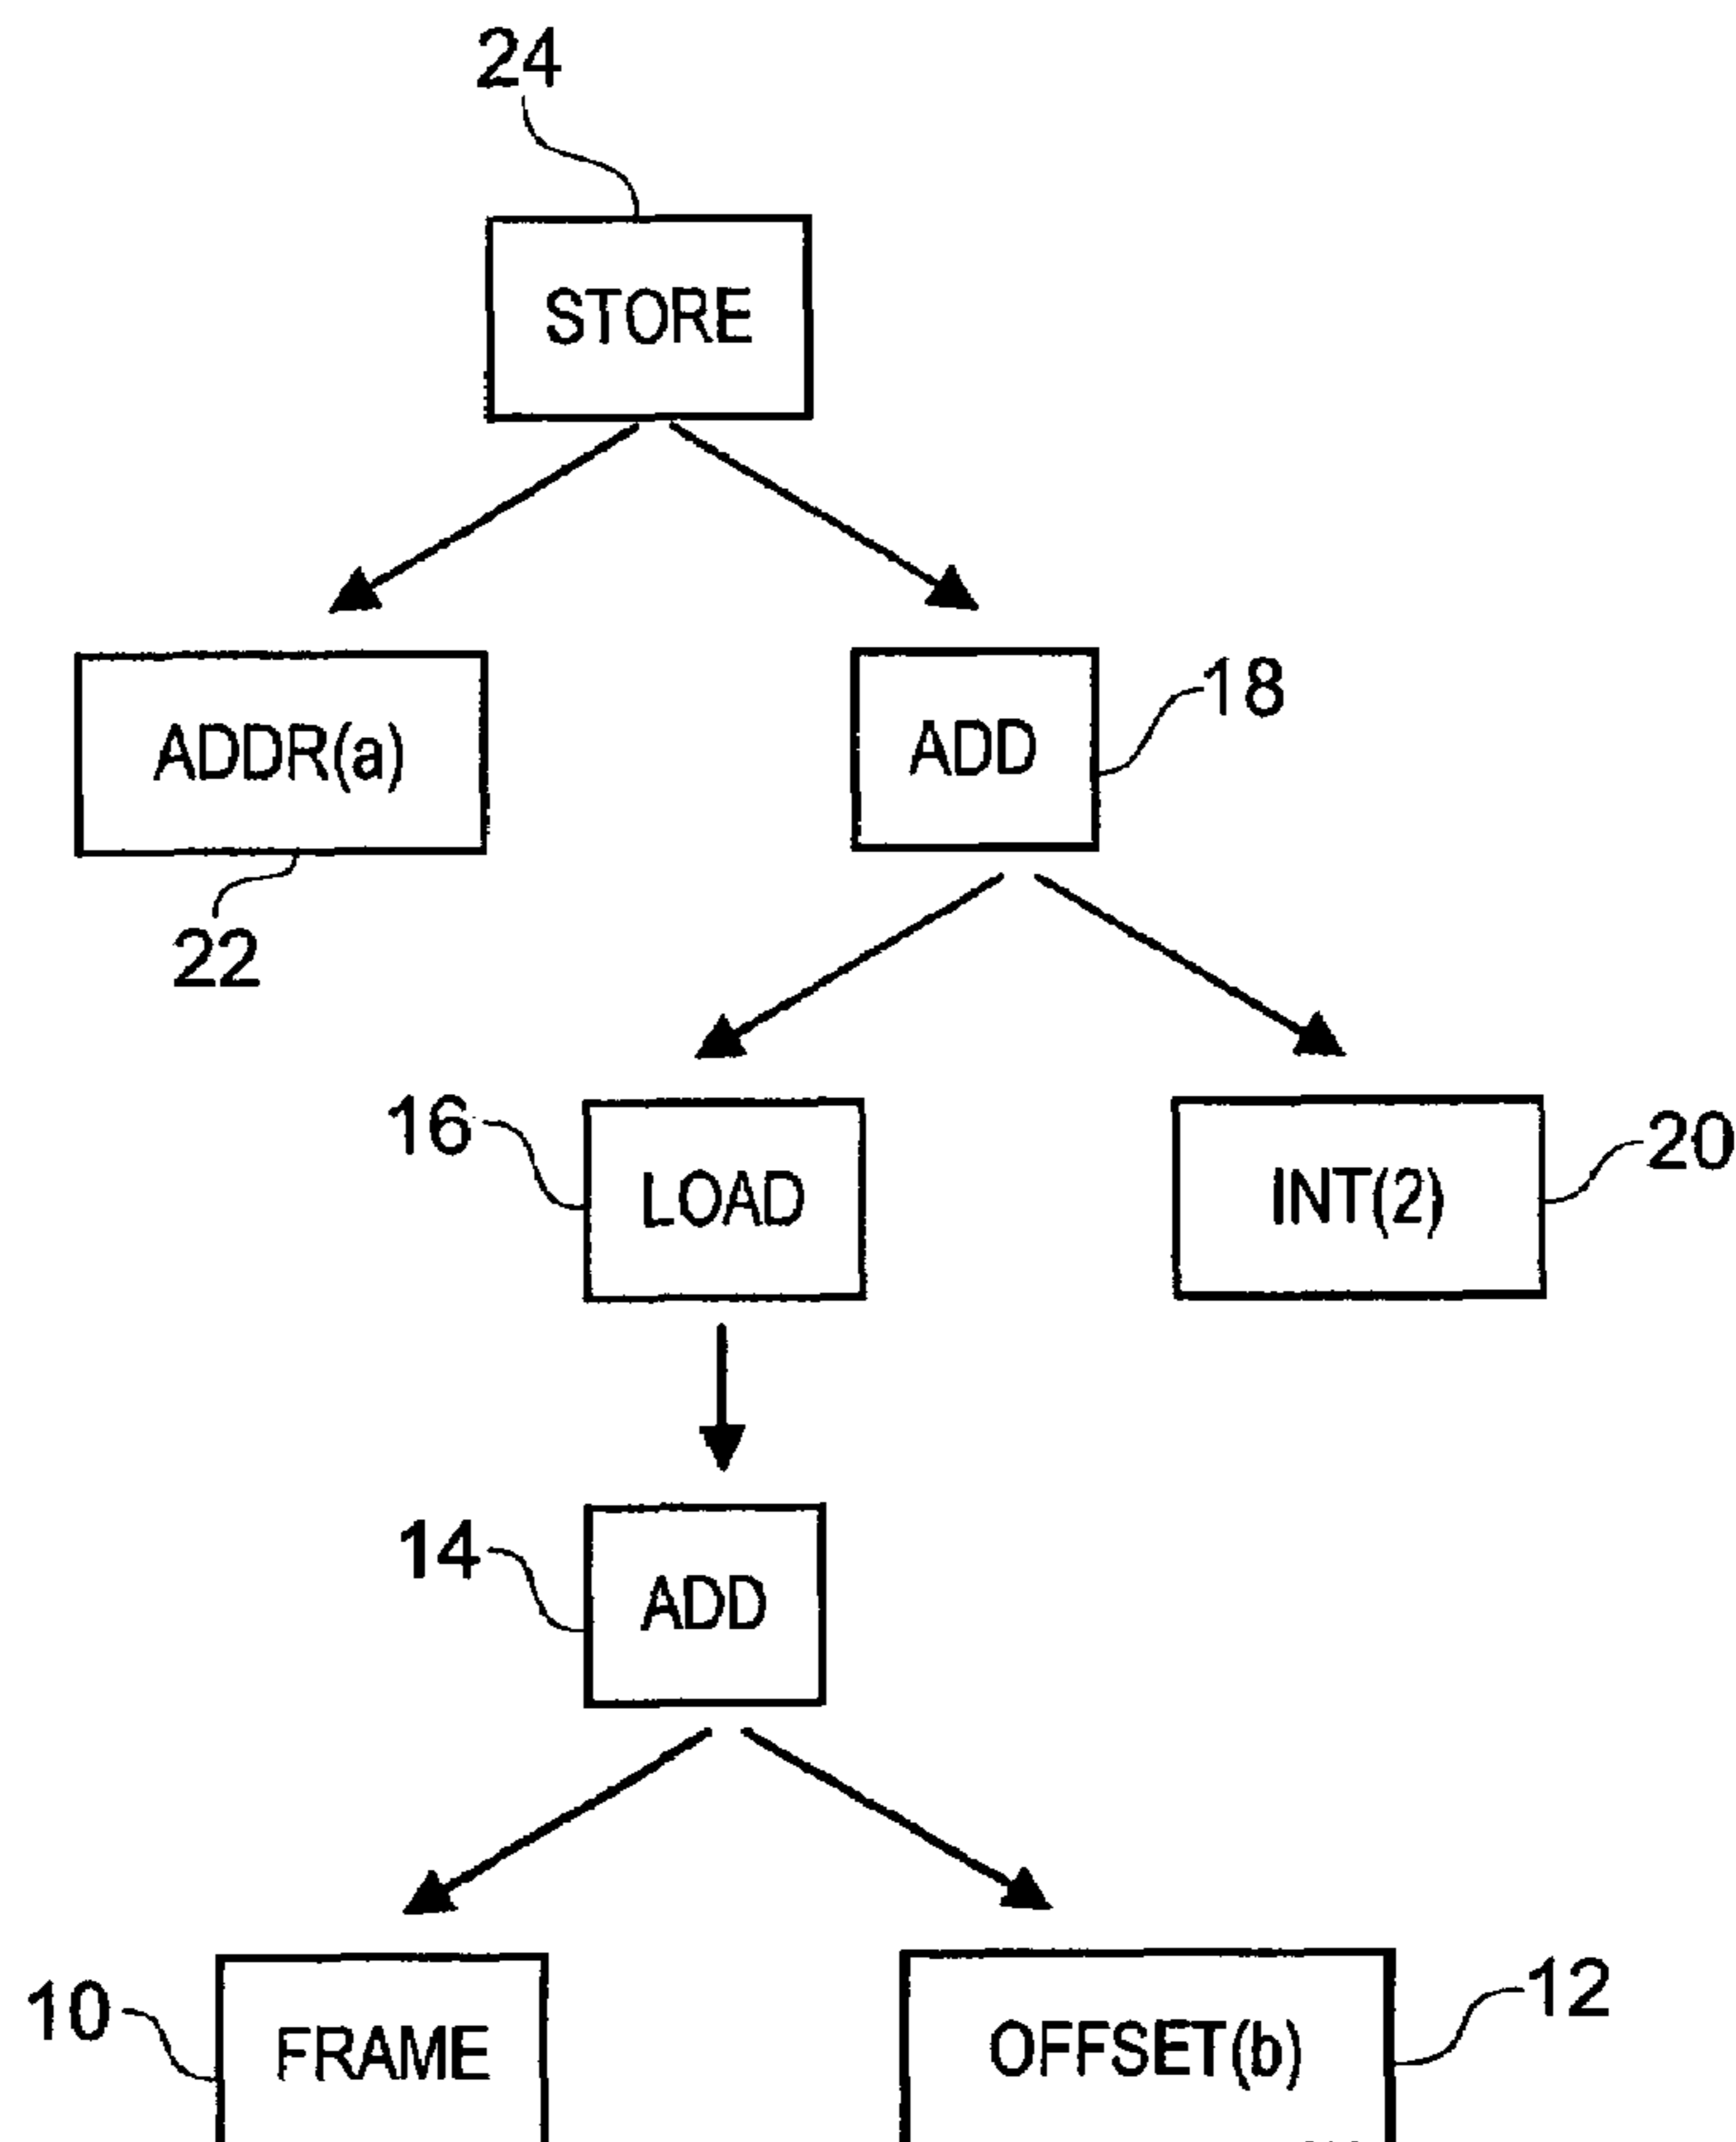 24
STORE
ADDR(a)
ADD
18
22
16
LOAD
INT(2)
20
14
ADD
10
FRAME
OFFSET(b)
12